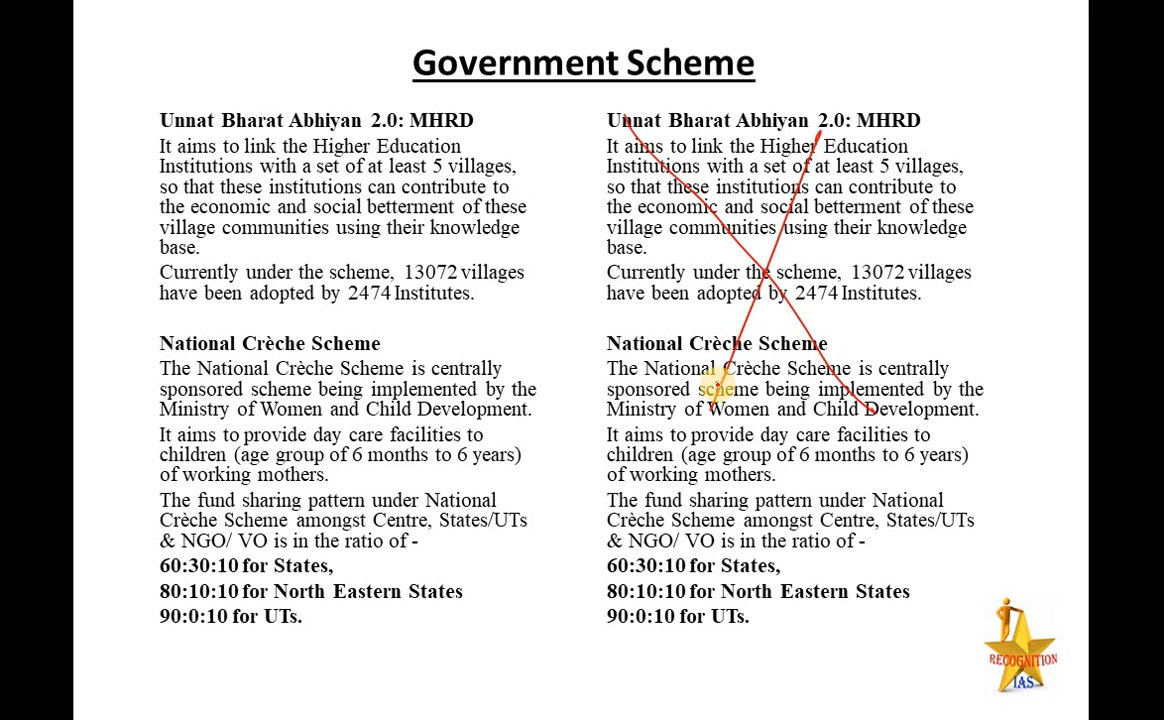 Government Scheme
Unnat Bharat Abhiyan 2.0: MHRD
It aims to link the Higher Education
Institutions with a set of at least 5 villages,
so that these institutions can contribute to
the economic and social betterment of these
village communities using their knowledge
base.
Currently under the scheme, 13072 villages
have been adopted by 2474 Institutes.
National Crèche Scheme
The National Crèche Scheme is centrally
sponsored scheme being implemented by the
Ministry of Women and Child Development.
It aims to provide day care facilities to
children (age group of 6 months to 6 years)
of working mothers.
The fund sharing pattern under National
Crèche Scheme amongst Centre, States/UTs
& NGO/ VO is in the ratio of -
60:30:10 for States,
80:10:10 for North Eastern States
90:0:10 for UTs.
Unnat Bharat Abhiyan 2.0: MHRD
It aims to link the Higher Education
Institutions with a set of at least 5 villages,
so that these institutions can contribute to
the economic and social betterment of these
village communities using their knowledge
base.
Currently under the scheme, 13072 villages
have been adopted by 2474 Institutes.
National Crèche Scheme
The National Crèche Scheme is centrally
sponsored scheme being implemented by the
Ministry of Women and Child Development.
It aims to provide day care facilities to
children (age group of 6 months to 6 years)
of working mothers.
The fund sharing pattern under National
Crèche Scheme amongst Centre, States/UTs
& NGO/ VO is in the ratio of -
60:30:10 for States,
80:10:10 for North Eastern States
90:0:10 for UTs.
RECOGNITION
IAS